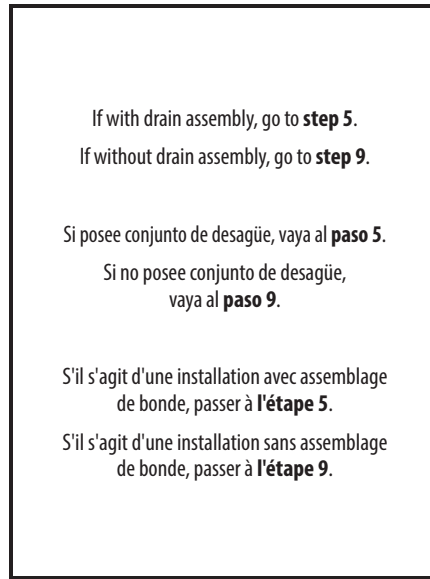 If with drain assembly, go to step 5.
If without drain assembly, go to step 9.
Si posee conjunto de desagüe, vaya al paso 5.
Si no posee conjunto de desagüe,
vaya al paso 9.
S'il s'agit d'une installation avec assemblage
de bonde, passer à l'étape 5.
S'il s'agit d'une installation sans assemblage
de bonde, passer à l'étape 9.